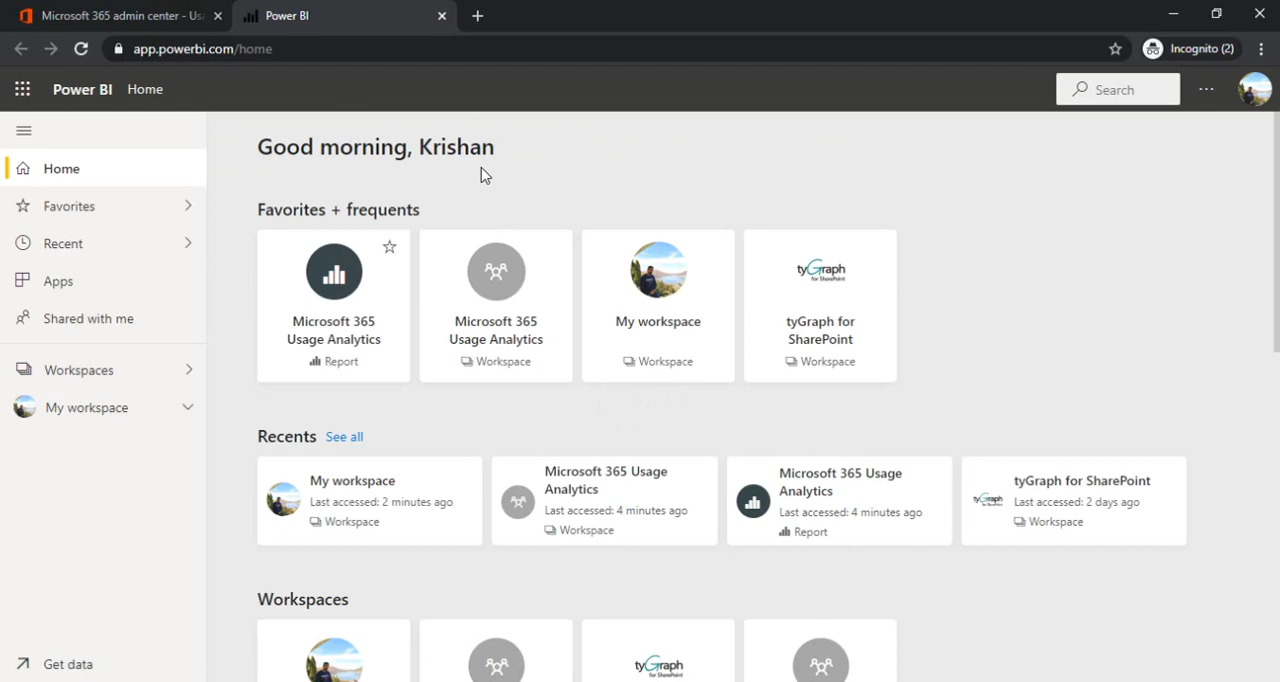 Microsoft 365 admin center - Us
Power BI
app.powerbi.com/home
Incognito (2)
Power BI Home
Search
Home
Favorites
Recent
Apps
Shared with me
Workspaces
My workspace
Get data
Good morning, Krishan
Favorites + frequents
Microsoft 365
Usage Analytics
Report
Microsoft 365
Usage Analytics
Workspace
My workspace
Workspace
tyGraph
for SharePoint
tyGraph for
SharePoint
Workspace
Recents See all
My workspace
Last accessed: 2 minutes ago
Workspace
Microsoft 365 Usage
Analytics
Last accessed: 4 minutes ago
Workspace
Microsoft 365 Usage
Analytics
Last accessed: 4 minutes ago
Report
tyGraph
tyGraph for SharePoint
Last accessed: 2 days ago
Workspace
Workspaces
tyGraph
for SharePoint